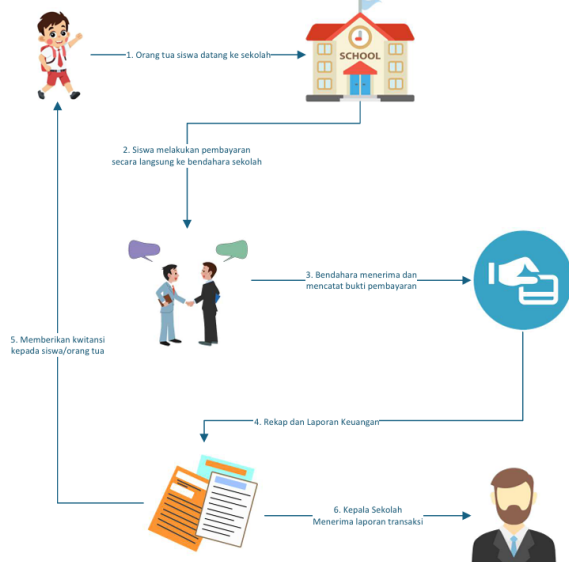 1. Orang tua siswa datang ke sekolah
SCHOOL
2. Siswa melakukan pembayaran
secara langsung ke bendahara sekolah
3. Bendahara menerima dan
mencatat bukti pembayaran
5. Memberikan kwitansi
kepada siswa/orang tua
4. Rekap dan Laporan Keuangan
6. Kepala Sekolah
Menerima laporan transaksi